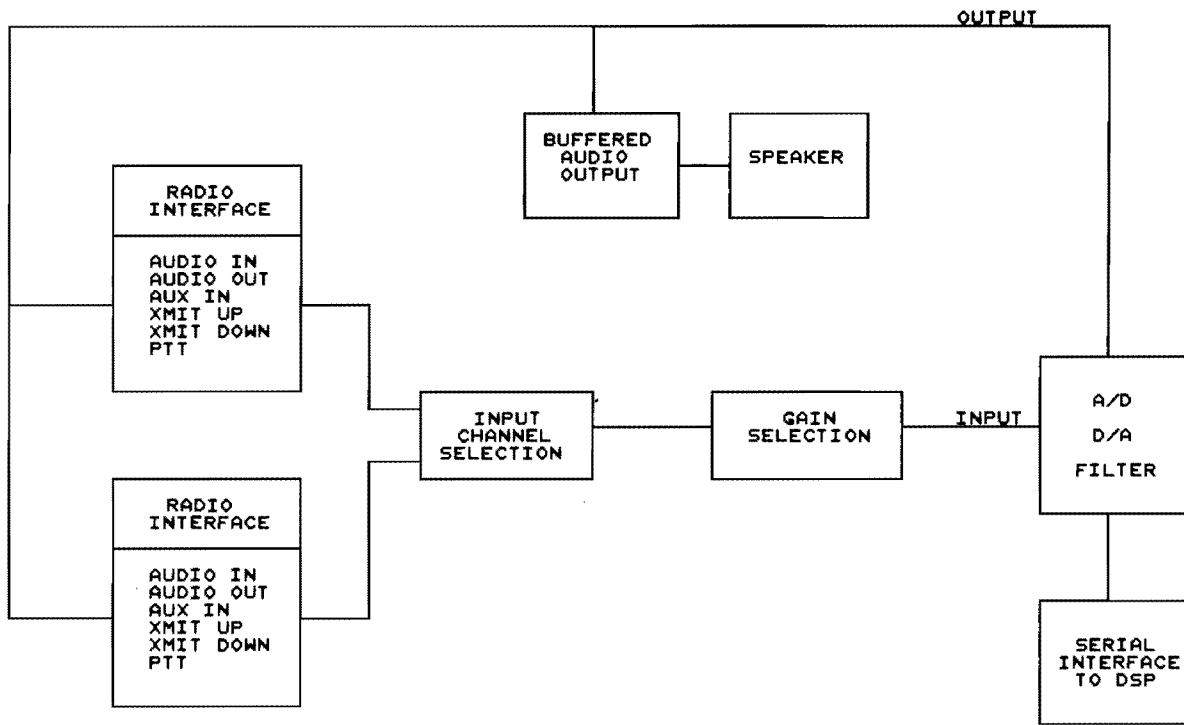 OUTPUT
BUFFERED
AUDIO
OUTPUT
SPEAKER
RADIO
INTERFACE
AUDIO IN
AUDIO OUT
AUX IN
XMIT UP
XMIT DOWN
PTT
INPUT
CHANNEL
SELECTION
GAIN
SELECTION
INPUT
A/D
D/A
FILTER
RADIO
INTERFACE
AUDIO IN
AUDIO OUT
AUX IN
XMIT UP
XMIT DOWN
PTT
SERIAL
INTERFACE
TO DSP